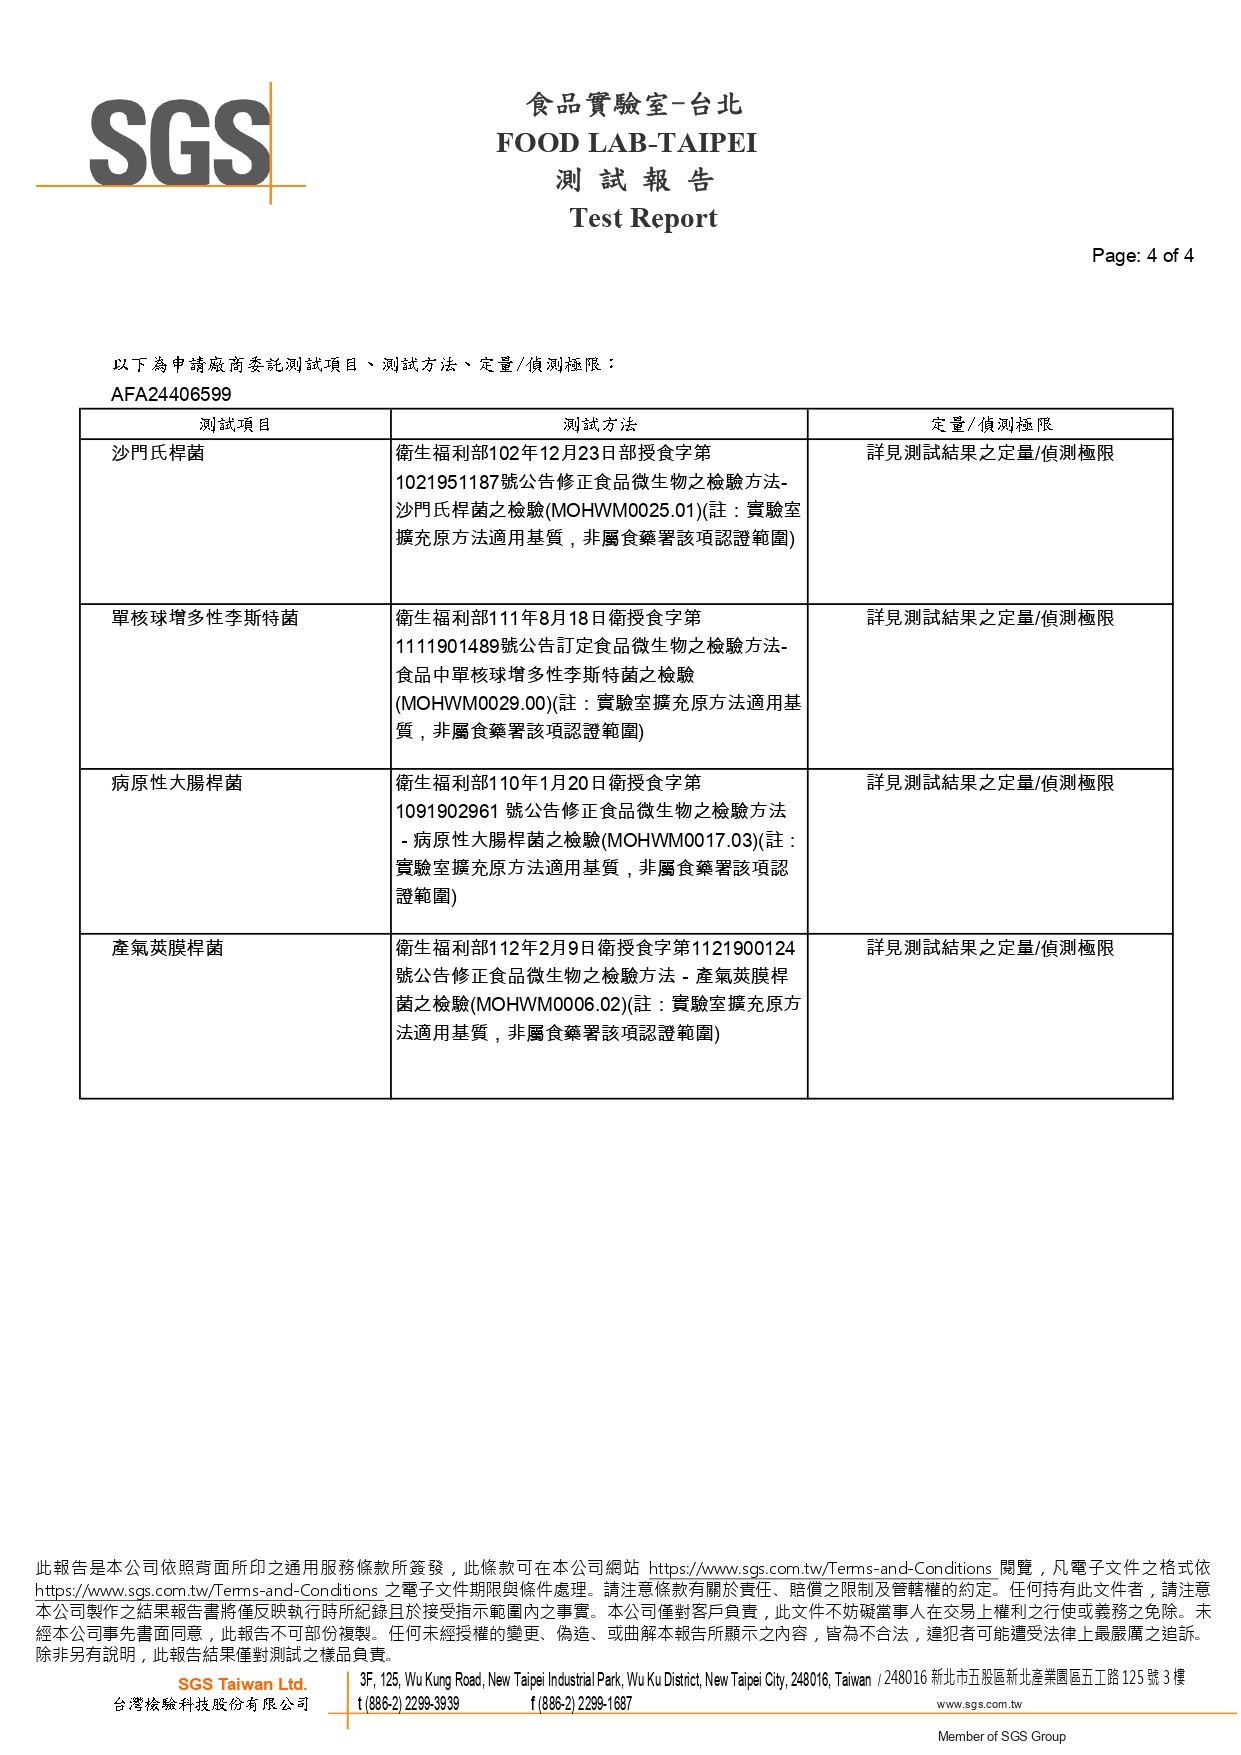 SGS
食品實驗室-台北
FOOD LAB-TAIPEI
測 試 報 告
Test Report
Page: 4 of 4
以下為申請廠商委託測試項目、測試方法、定量/偵測極限：
AFA24406599
測試項目 測試方法 定量/偵測極限
沙門氏桿菌 衛生福利部102年12月23日部授食字第 詳見測試結果之定量/偵測極限
1021951187號公告修正食品微生物之檢驗方法-
沙門氏桿菌之檢驗(MOHWM0025.01)(註：實驗室
擴充原方法適用基質，非屬食藥署該項認證範圍)
單核球增多性李斯特菌 衛生福利部111年8月18日衛授食字第 詳見測試結果之定量/偵測極限
1111901489號公告訂定食品微生物之檢驗方法-
食品中單核球增多性李斯特菌之檢驗
(MOHWM0029.00)(註：實驗室擴充原方法適用基
質，非屬食藥署該項認證範圍)
病原性大腸桿菌 衛生福利部110年1月20日衛授食字第 詳見測試結果之定量/偵測極限
1091902961 號公告修正食品微生物之檢驗方法
－病原性大腸桿菌之檢驗(MOHWM0017.03)(註：
實驗室擴充原方法適用基質，非屬食藥署該項認
證範圍)
產氣莢膜桿菌 衛生福利部112年2月9日衛授食字第1121900124 詳見測試結果之定量/偵測極限
號公告修正食品微生物之檢驗方法－產氣莢膜桿
菌之檢驗(MOHWM0006.02)(註：實驗室擴充原方
法適用基質，非屬食藥署該項認證範圍)
此報告是本公司依照背面所印之通用服務條款所簽發，此條款可在本公司網站 https://www.sgs.com.tw/Terms-and-Conditions 閱覽，凡電子文件之格式依
https://www.sgs.com.tw/Terms-and-Conditions 之電子文件期限與條件處理。請注意條款有關於責任、賠償之限制及管轄權的約定。任何持有此文件者，請注意
本公司製作之結果報告書將僅反映執行時所紀錄且於接受指示範圍內之事實。本公司僅對客戶負責，此文件不妨礙當事人在交易上權利之行使或義務之免除。未
經本公司事先書面同意，此報告不可部份複製。任何未經授權的變更、偽造、或曲解本報告所顯示之內容，皆為不合法，違犯者可能遭受法律上最嚴厲之追訴。
除非另有說明，此報告結果僅對測試之樣品負責。
SGS Taiwan Ltd. 3F, 125, Wu Kung Road, New Taipei Industrial Park, Wu Ku District, New Taipei City, 248016, Taiwan / 248016 新北市五股區新北產業園區五工路 125 號 3 樓
台灣檢驗科技股份有限公司 t (886-2) 2299-3939 f (886-2) 2299-1687 www.sgs.com.tw
Member of SGS Group